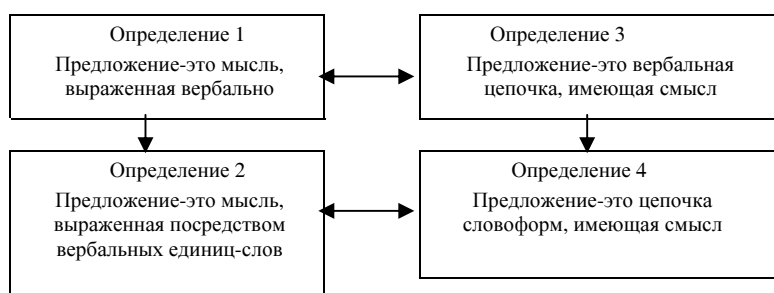 Определение 1
Предложение-это мысль,
выраженная вербально
Определение 3
Предложение-это вербальная
цепочка, имеющая смысл
Определение 2
Предложение-это мысль,
выраженная посредством
вербальных единиц-слов
Определение 4
Предложение-это цепочка
словоформ, имеющая смысл